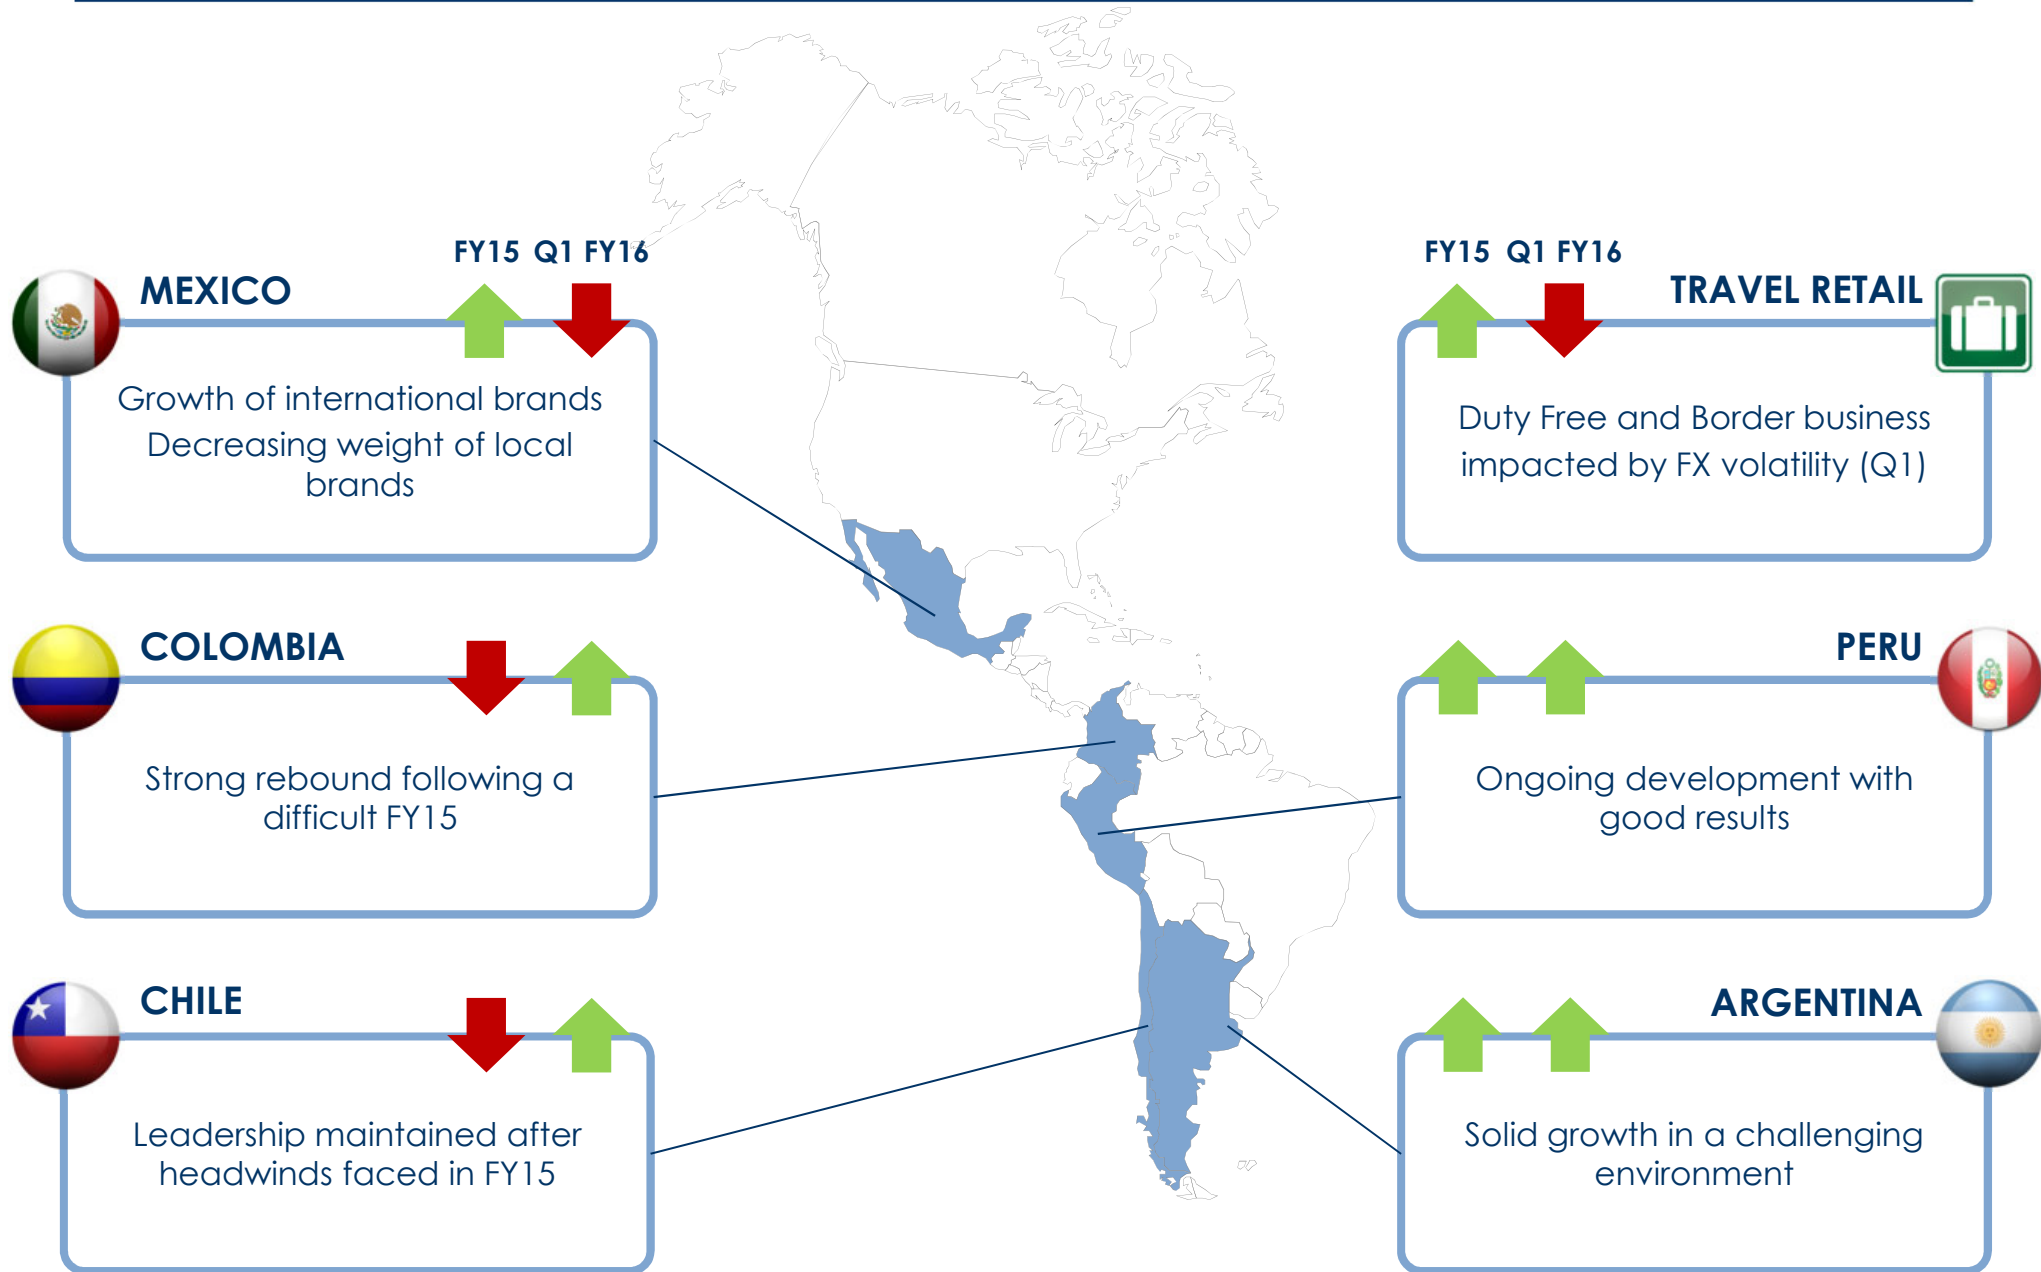 FY15 Q1 FY16
MEXICO
Growth of international brands
Decreasing weight of local
brands
FY15 Q1 FY16
TRAVEL RETAIL
Duty Free and Border business
impacted by FX volatility (Q1)
COLOMBIA
Strong rebound following a
difficult FY15
PERU
Ongoing development with
good results
CHILE
Leadership maintained after
headwinds faced in FY15
ARGENTINA
Solid growth in a challenging
environment